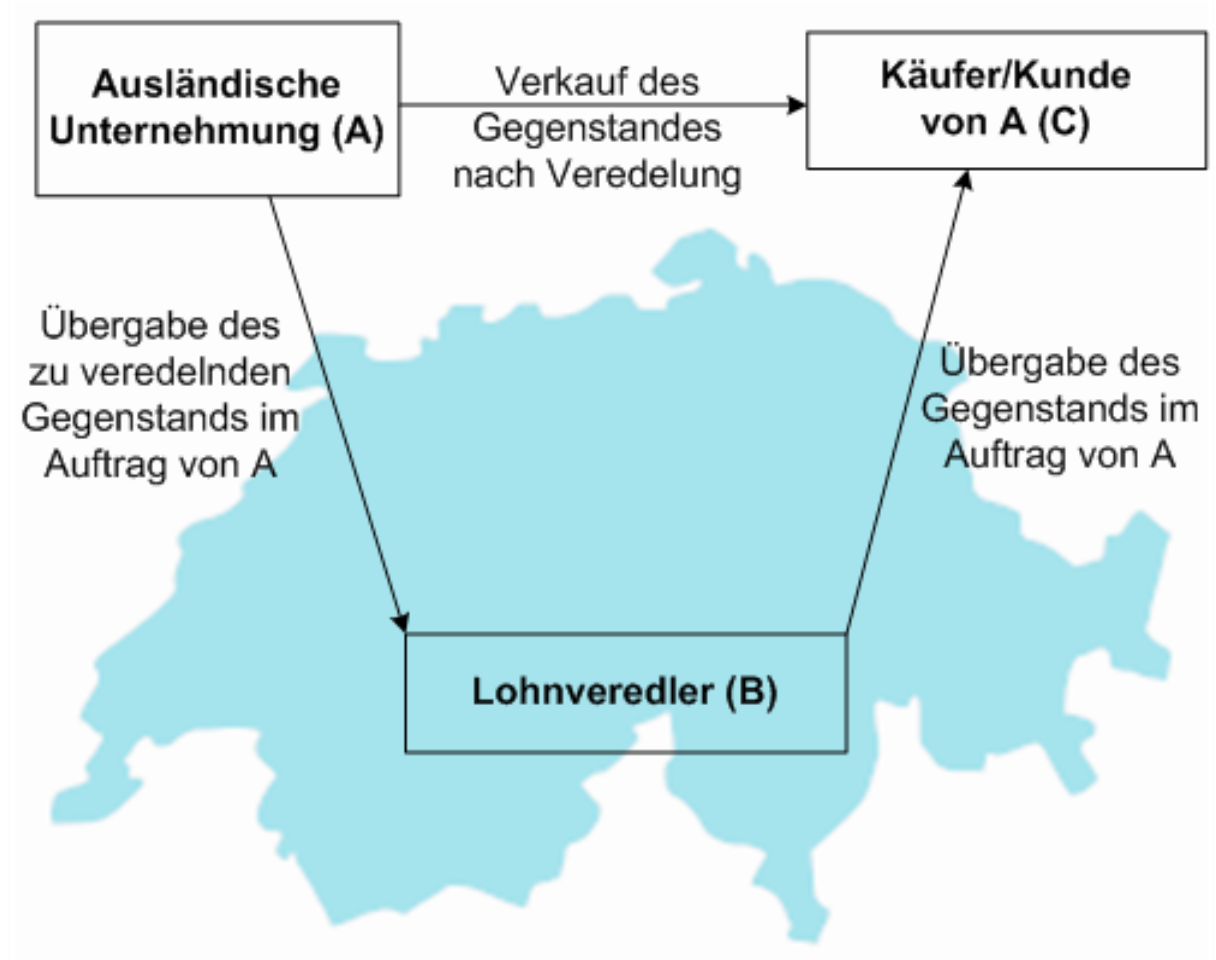 Ausländische
Unternehmung (A)
Verkauf des
Gegenstandes
nach Veredelung
Käufer/Kunde
von A (C)
Übergabe des
zu veredelnden
Gegenstands im
Auftrag von A
Übergabe des
Gegenstands im
Auftrag von A
Lohnveredler (B)